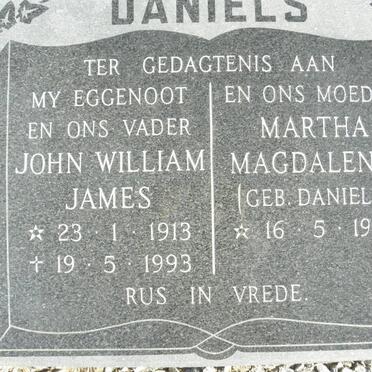 DANIELS
TER GEDAGTENIS AAN
MY EGGENOOT
EN ONS VADER
JOHN WILLIAM
JAMES
☆ 23 · 1 · 1913
✝ 19 · 5 · 1993
EN ONS MOED
MARTHA
MAGDALEN
(GEB. DANIEL
☆ 16 · 5 · 19
RUS IN VREDE.